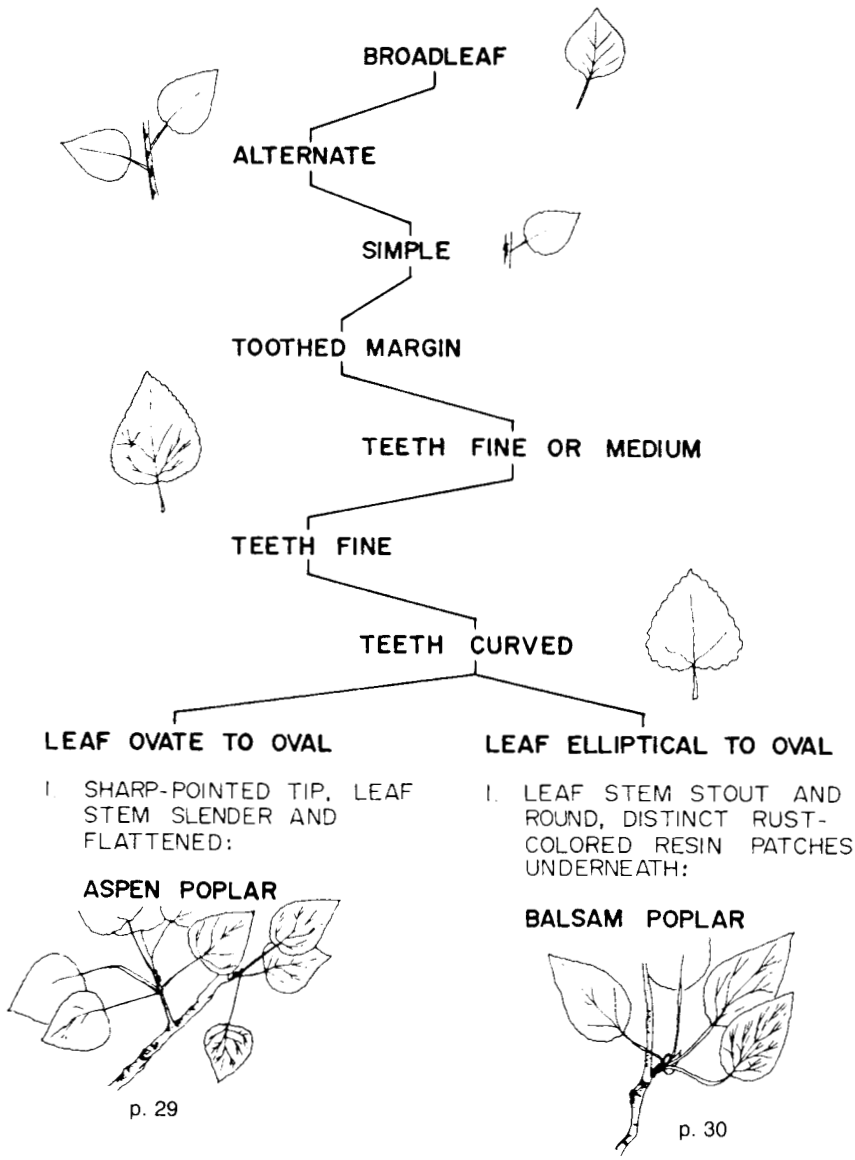 BROADLEAF
ALTERNATE
SIMPLE
TOOTHED MARGIN
TEETH FINE OR MEDIUM
TEETH FINE
TEETH CURVED
LEAF OVATE TO OVAL
1. SHARP-POINTED TIP, LEAF
STEM SLENDER AND
FLATTENED:
ASPEN POPLAR
p. 29
LEAF ELLIPTICAL TO OVAL
1. LEAF STEM STOUT AND
ROUND, DISTINCT RUST-
COLORED RESIN PATCHES
UNDERNEATH:
BALSAM POPLAR
p. 30